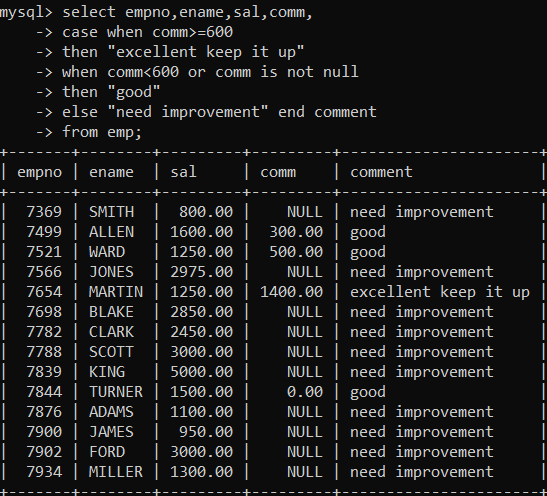 mysql> select empno,ename,sal,comm,
    -> case when comm>=600
    -> then "excellent keep it up"
    -> when comm<600 or comm is not null
    -> then "good"
    -> else "need improvement" end comment
    -> from emp;
+-------+--------+---------+---------+----------------------+
| empno | ename  | sal     | comm    | comment              |
+-------+--------+---------+---------+----------------------+
|  7369 | SMITH  |  800.00 |    NULL | need improvement     |
|  7499 | ALLEN  | 1600.00 |  300.00 | good                 |
|  7521 | WARD   | 1250.00 |  500.00 | good                 |
|  7566 | JONES  | 2975.00 |    NULL | need improvement     |
|  7654 | MARTIN | 1250.00 | 1400.00 | excellent keep it up |
|  7698 | BLAKE  | 2850.00 |    NULL | need improvement     |
|  7782 | CLARK  | 2450.00 |    NULL | need improvement     |
|  7788 | SCOTT  | 3000.00 |    NULL | need improvement     |
|  7839 | KING   | 5000.00 |    NULL | need improvement     |
|  7844 | TURNER | 1500.00 |    0.00 | good                 |
|  7876 | ADAMS  | 1100.00 |    NULL | need improvement     |
|  7900 | JAMES  |  950.00 |    NULL | need improvement     |
|  7902 | FORD   | 3000.00 |    NULL | need improvement     |
|  7934 | MILLER | 1300.00 |    NULL | need improvement     |
+-------+--------+---------+---------+----------------------+